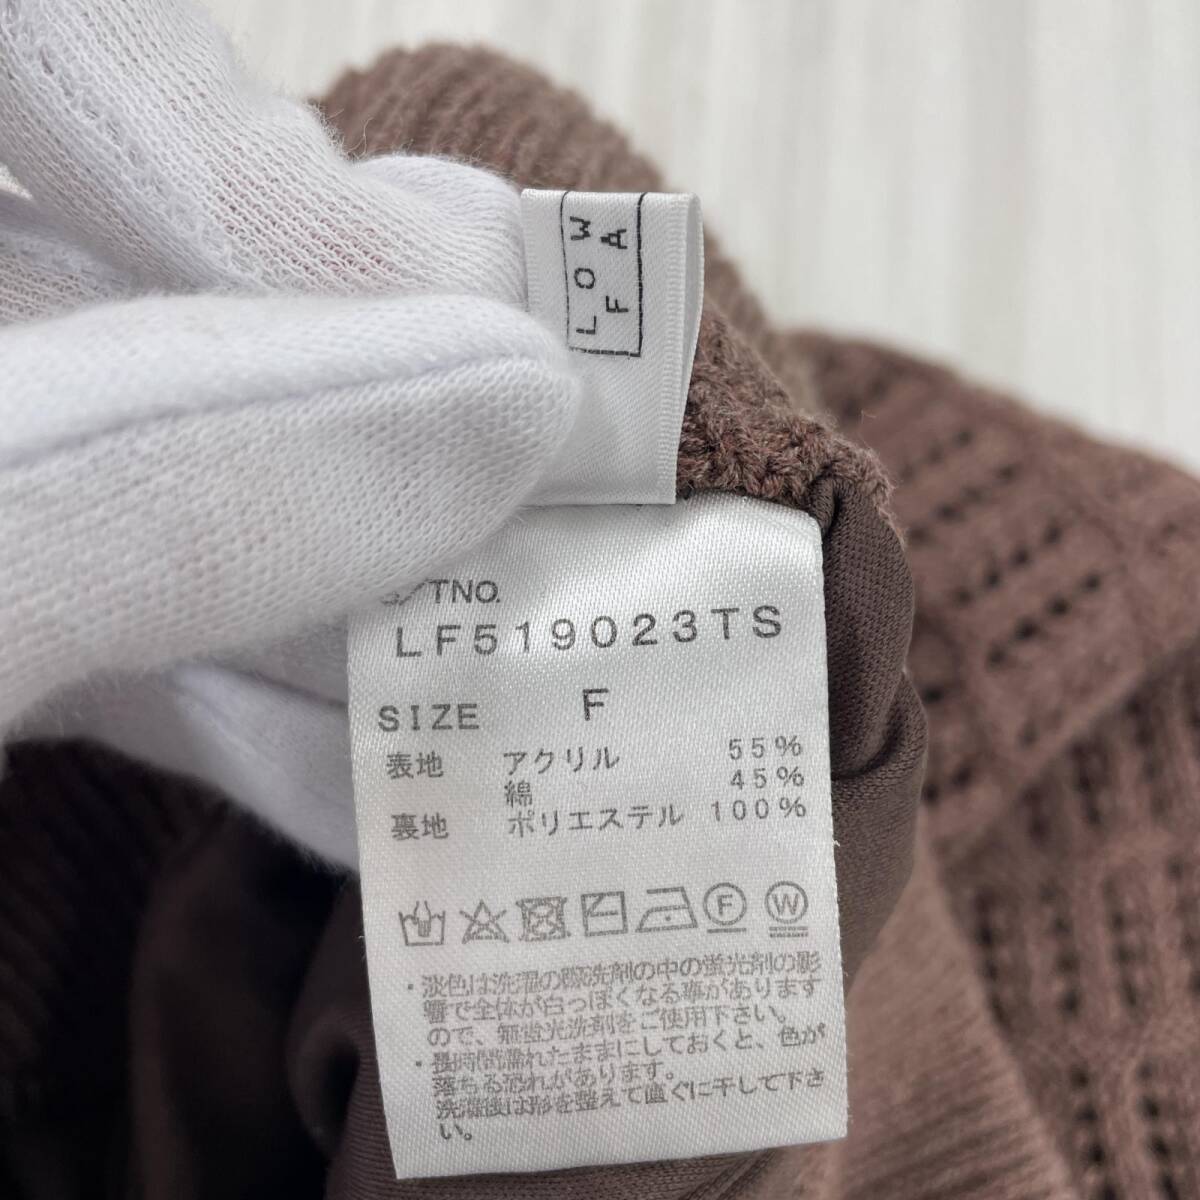 LOW
FA
TNO.
LF519023TS
SIZE F
表地 アクリル 55%
綿 45%
裏地 ポリエステル 100%
F W
・淡色は洗濯の際洗剤の中の蛍光剤の影
響で全体が白っぽくなる事があります
ので、無蛍光洗剤をご使用下さい。
・長時間濡れたままにしておくと、色が
落ちる恐れがあります。
洗濯後は形を整えて直ぐに干して下さ
い。